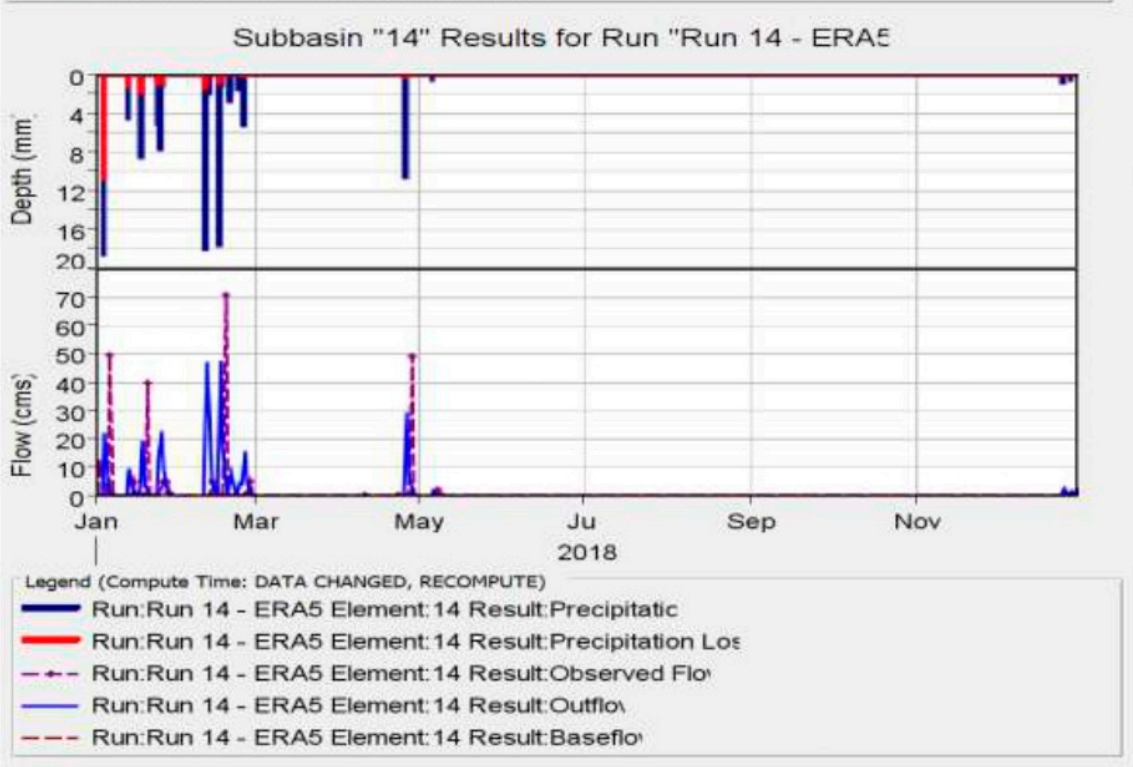 Subbasin "14" Results for Run "Run 14 - ERA5
Depth (mm)
0
4
8
12
16
20
Flow (cms)
70
60
50
40
30
20
10
0
Jan Mar May Ju Sep Nov
2018
Legend (Compute Time: DATA CHANGED, RECOMPUTE)
Run:Run 14 - ERA5 Element:14 Result:Precipitatic
Run:Run 14 - ERA5 Element:14 Result:Precipitation Los
Run:Run 14 - ERA5 Element:14 Result:Observed Flo
Run:Run 14 - ERA5 Element:14 Result:Outflo
Run:Run 14 - ERA5 Element:14 Result:Baseflo